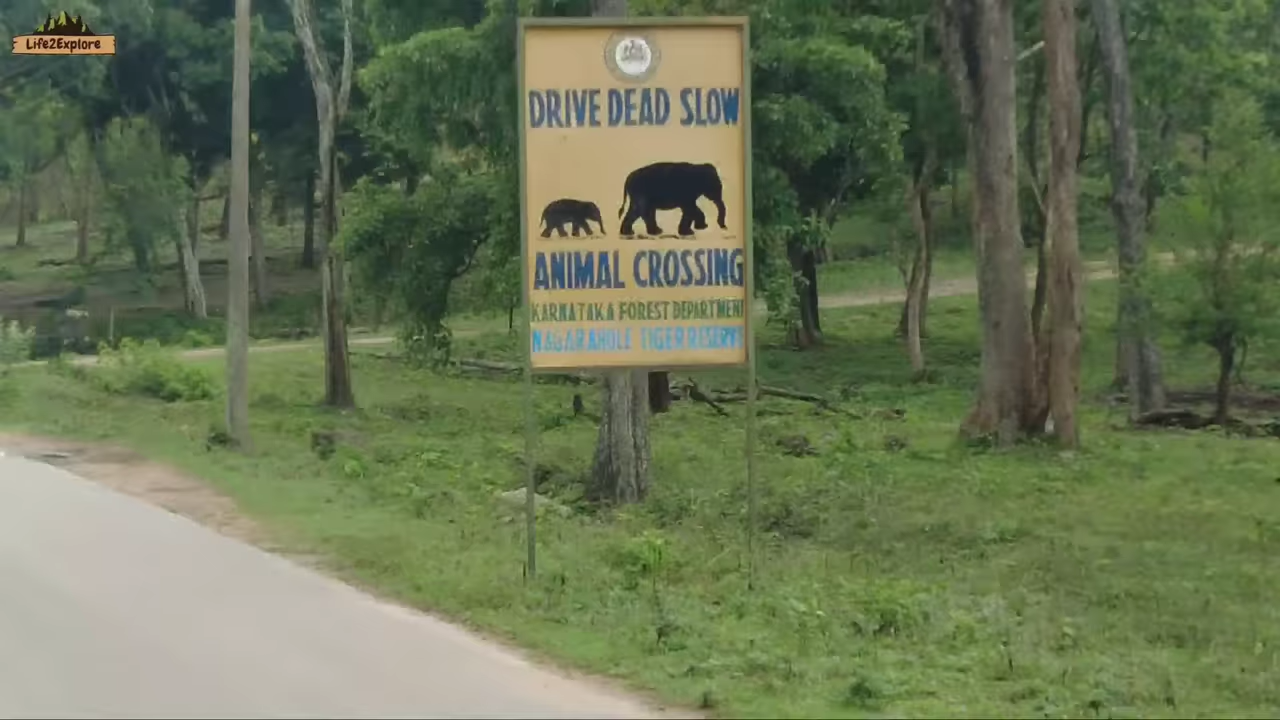 Life2Explore
DRIVE DEAD SLOW
ANIMAL CROSSING
KARNATAKA FOREST DEPARTMENT
NAGARAHOLE TIGER RESERVE